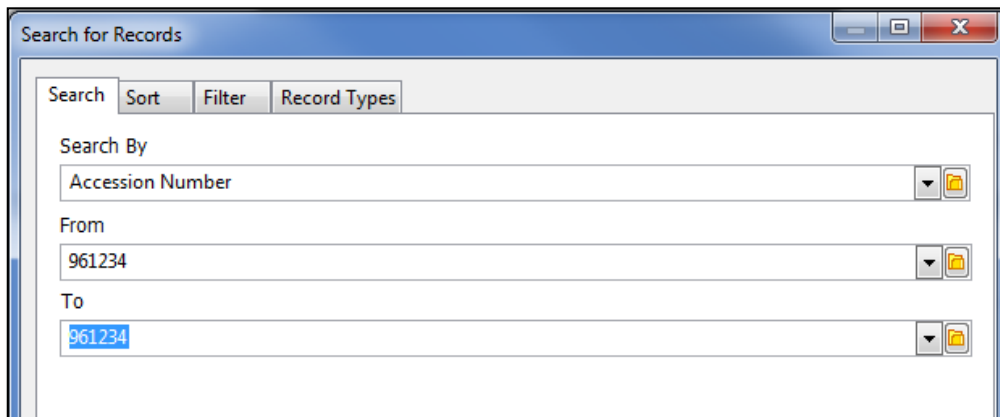 Search for Records
Search Sort Filter Record Types
Search By
Accession Number
From
961234
To
961234